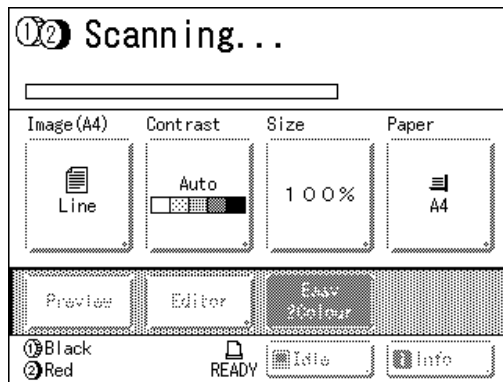 ①② Scanning...
Image(A4) Contrast Size Paper
Line Auto 100% A4
Preview Editor Easy 2Colour
①Black
②Red READY Idle Info